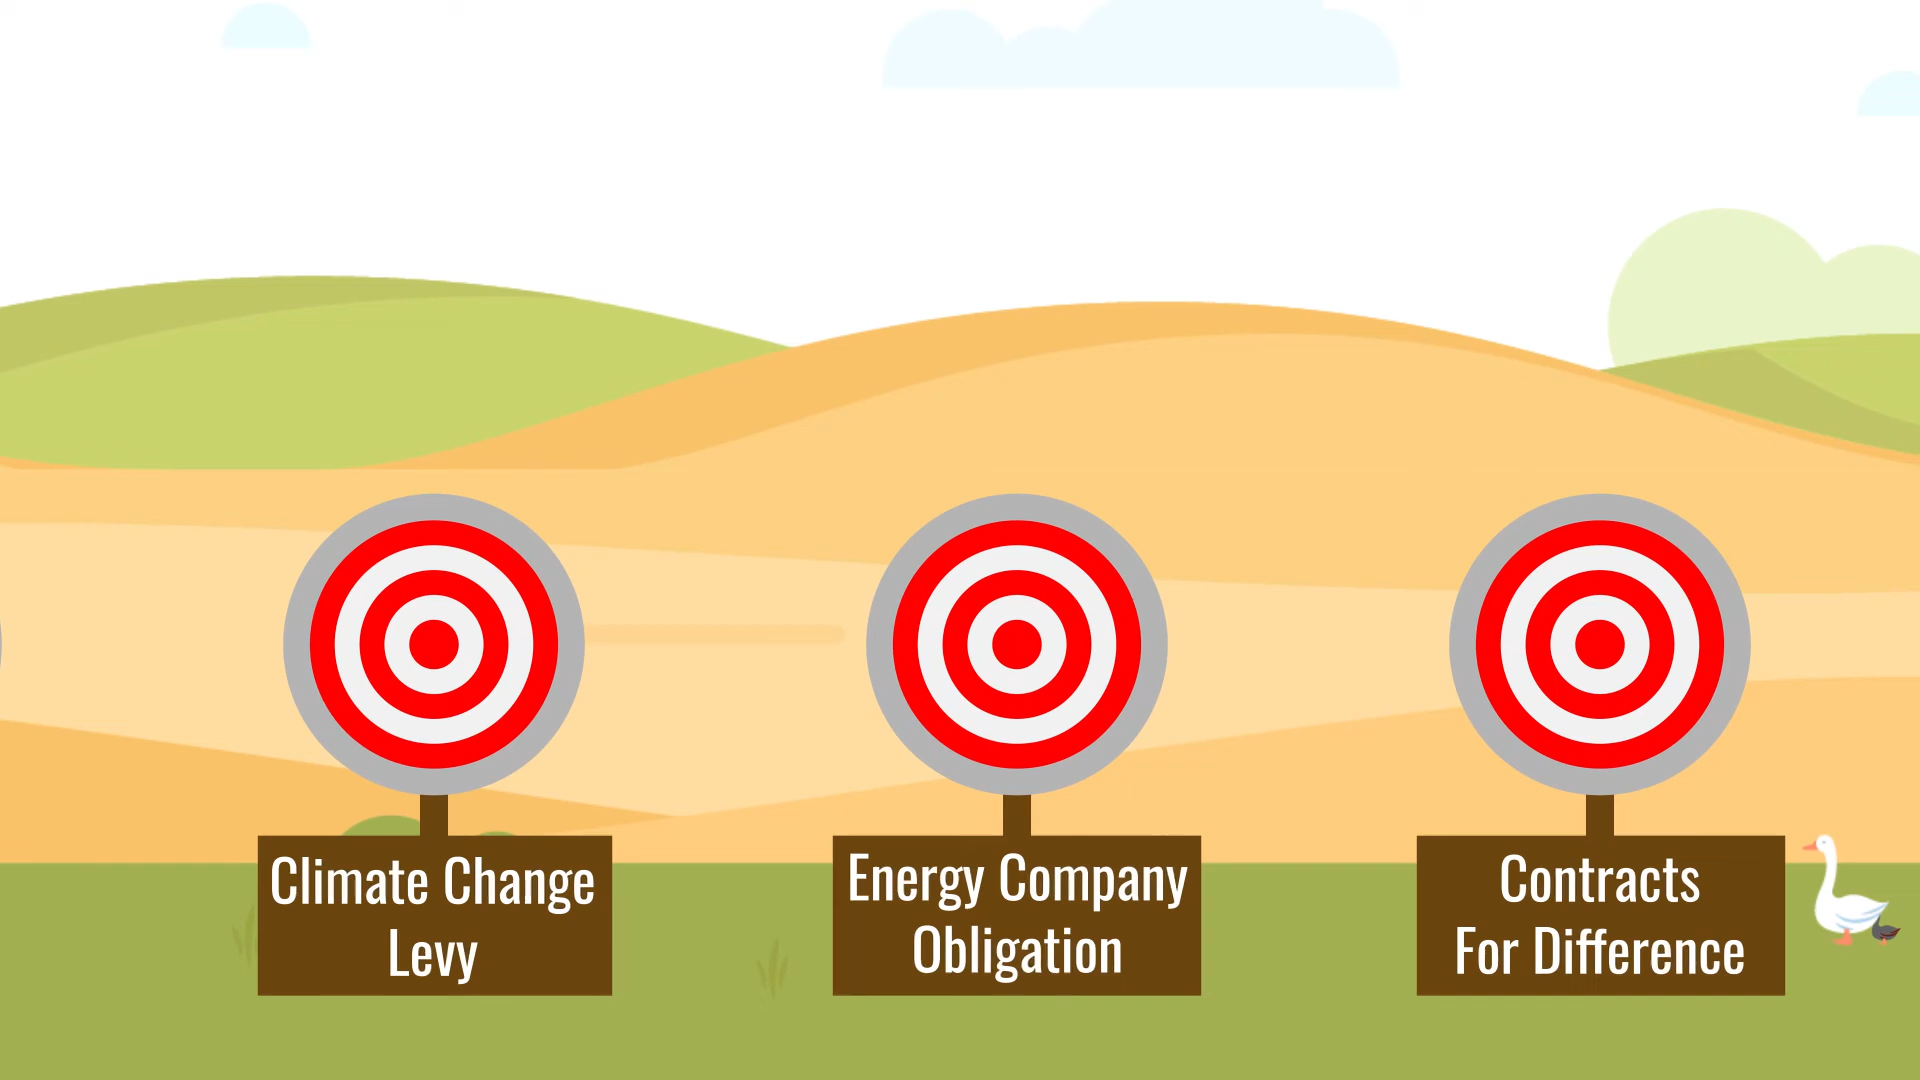 Climate Change
Levy
Energy Company
Obligation
Contracts
For Difference